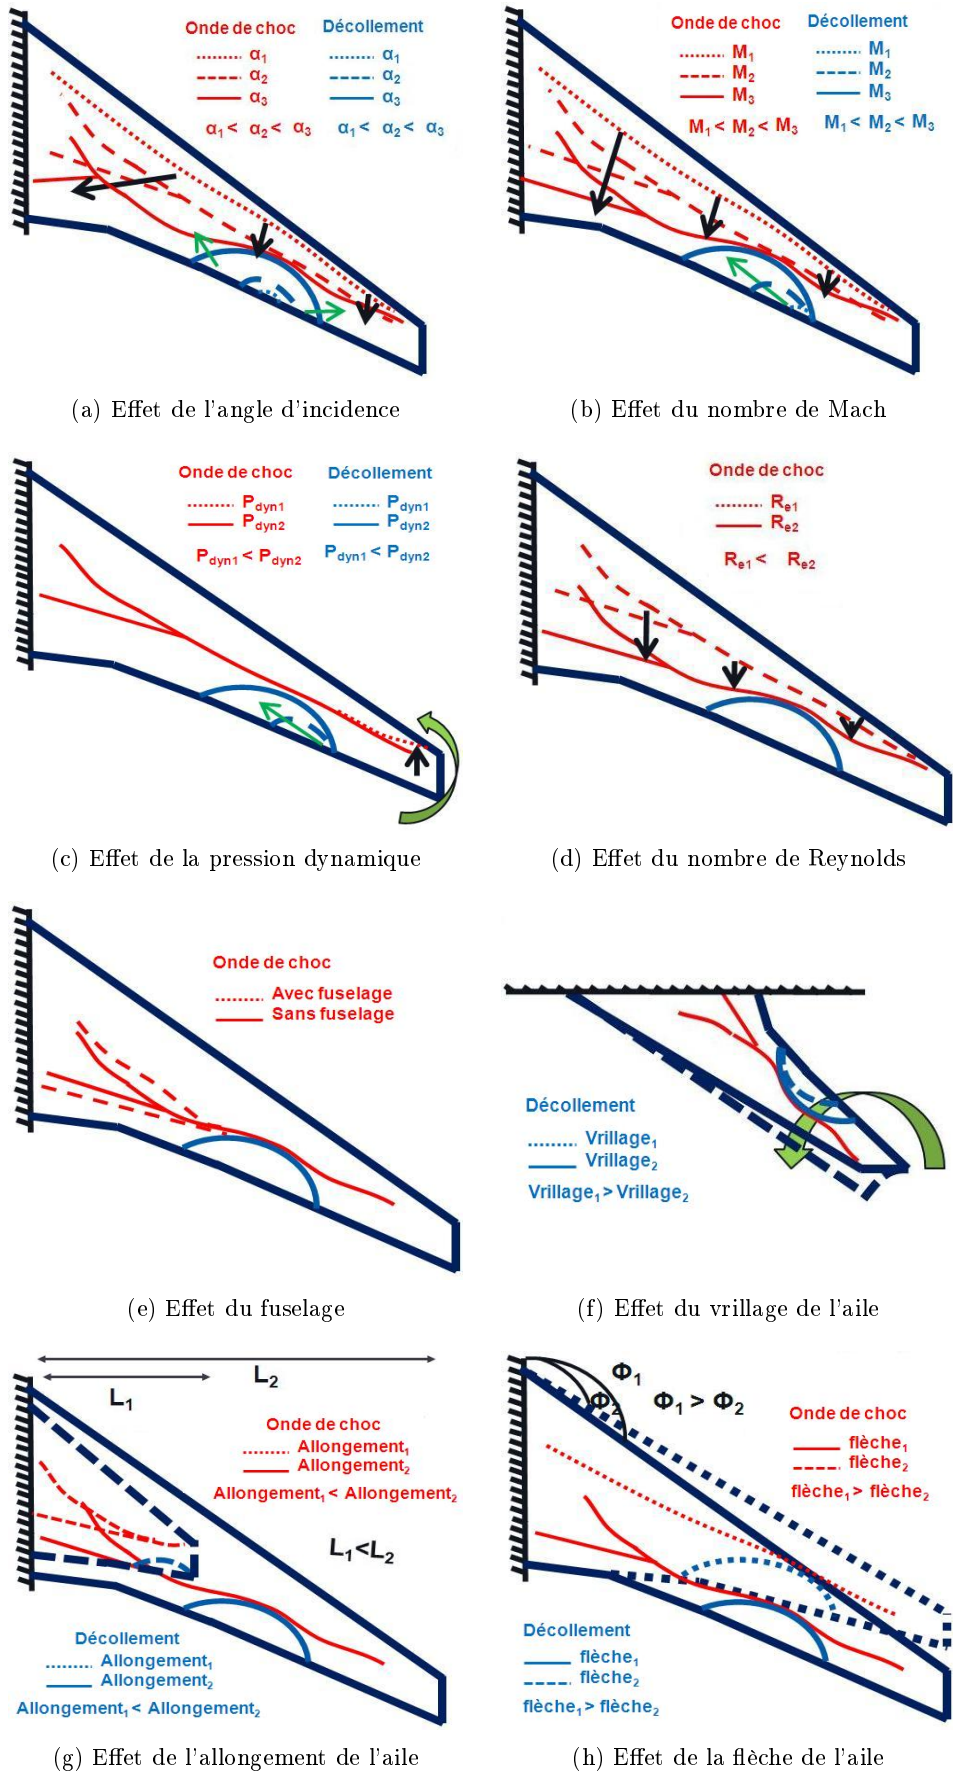 Onde de choc Décollement
α1 α1
α2 α2
α3 α3
α1 < α2 < α3 α1 < α2 < α3
(a) Effet de l'angle d'incidence
Onde de choc Décollement
M1 M1
M2 M2
M3 M3
M1 < M2 < M3 M1 < M2 < M3
(b) Effet du nombre de Mach
Onde de choc Décollement
Pdyn1 Pdyn1
Pdyn2 Pdyn2
Pdyn1 < Pdyn2 Pdyn1 < Pdyn2
(c) Effet de la pression dynamique
Onde de choc
Re1
Re2
Re1 < Re2
(d) Effet du nombre de Reynolds
Onde de choc
Avec fuselage
Sans fuselage
(e) Effet du fuselage
Décollement
Vrillage1
Vrillage2
Vrillage1 > Vrillage2
(f) Effet du vrillage de l'aile
L2
L1
Onde de choc
Allongement1
Allongement2
Allongement1 < Allongement2
L1<L2
Décollement
Allongement1
Allongement2
Allongement1 < Allongement2
(g) Effet de l'allongement de l'aile
Φ1
Φ2 Φ1 > Φ2
Onde de choc
flèche1
flèche2
flèche1 > flèche2
Décollement
flèche1
flèche2
flèche1 > flèche2
(h) Effet de la flèche de l'aile